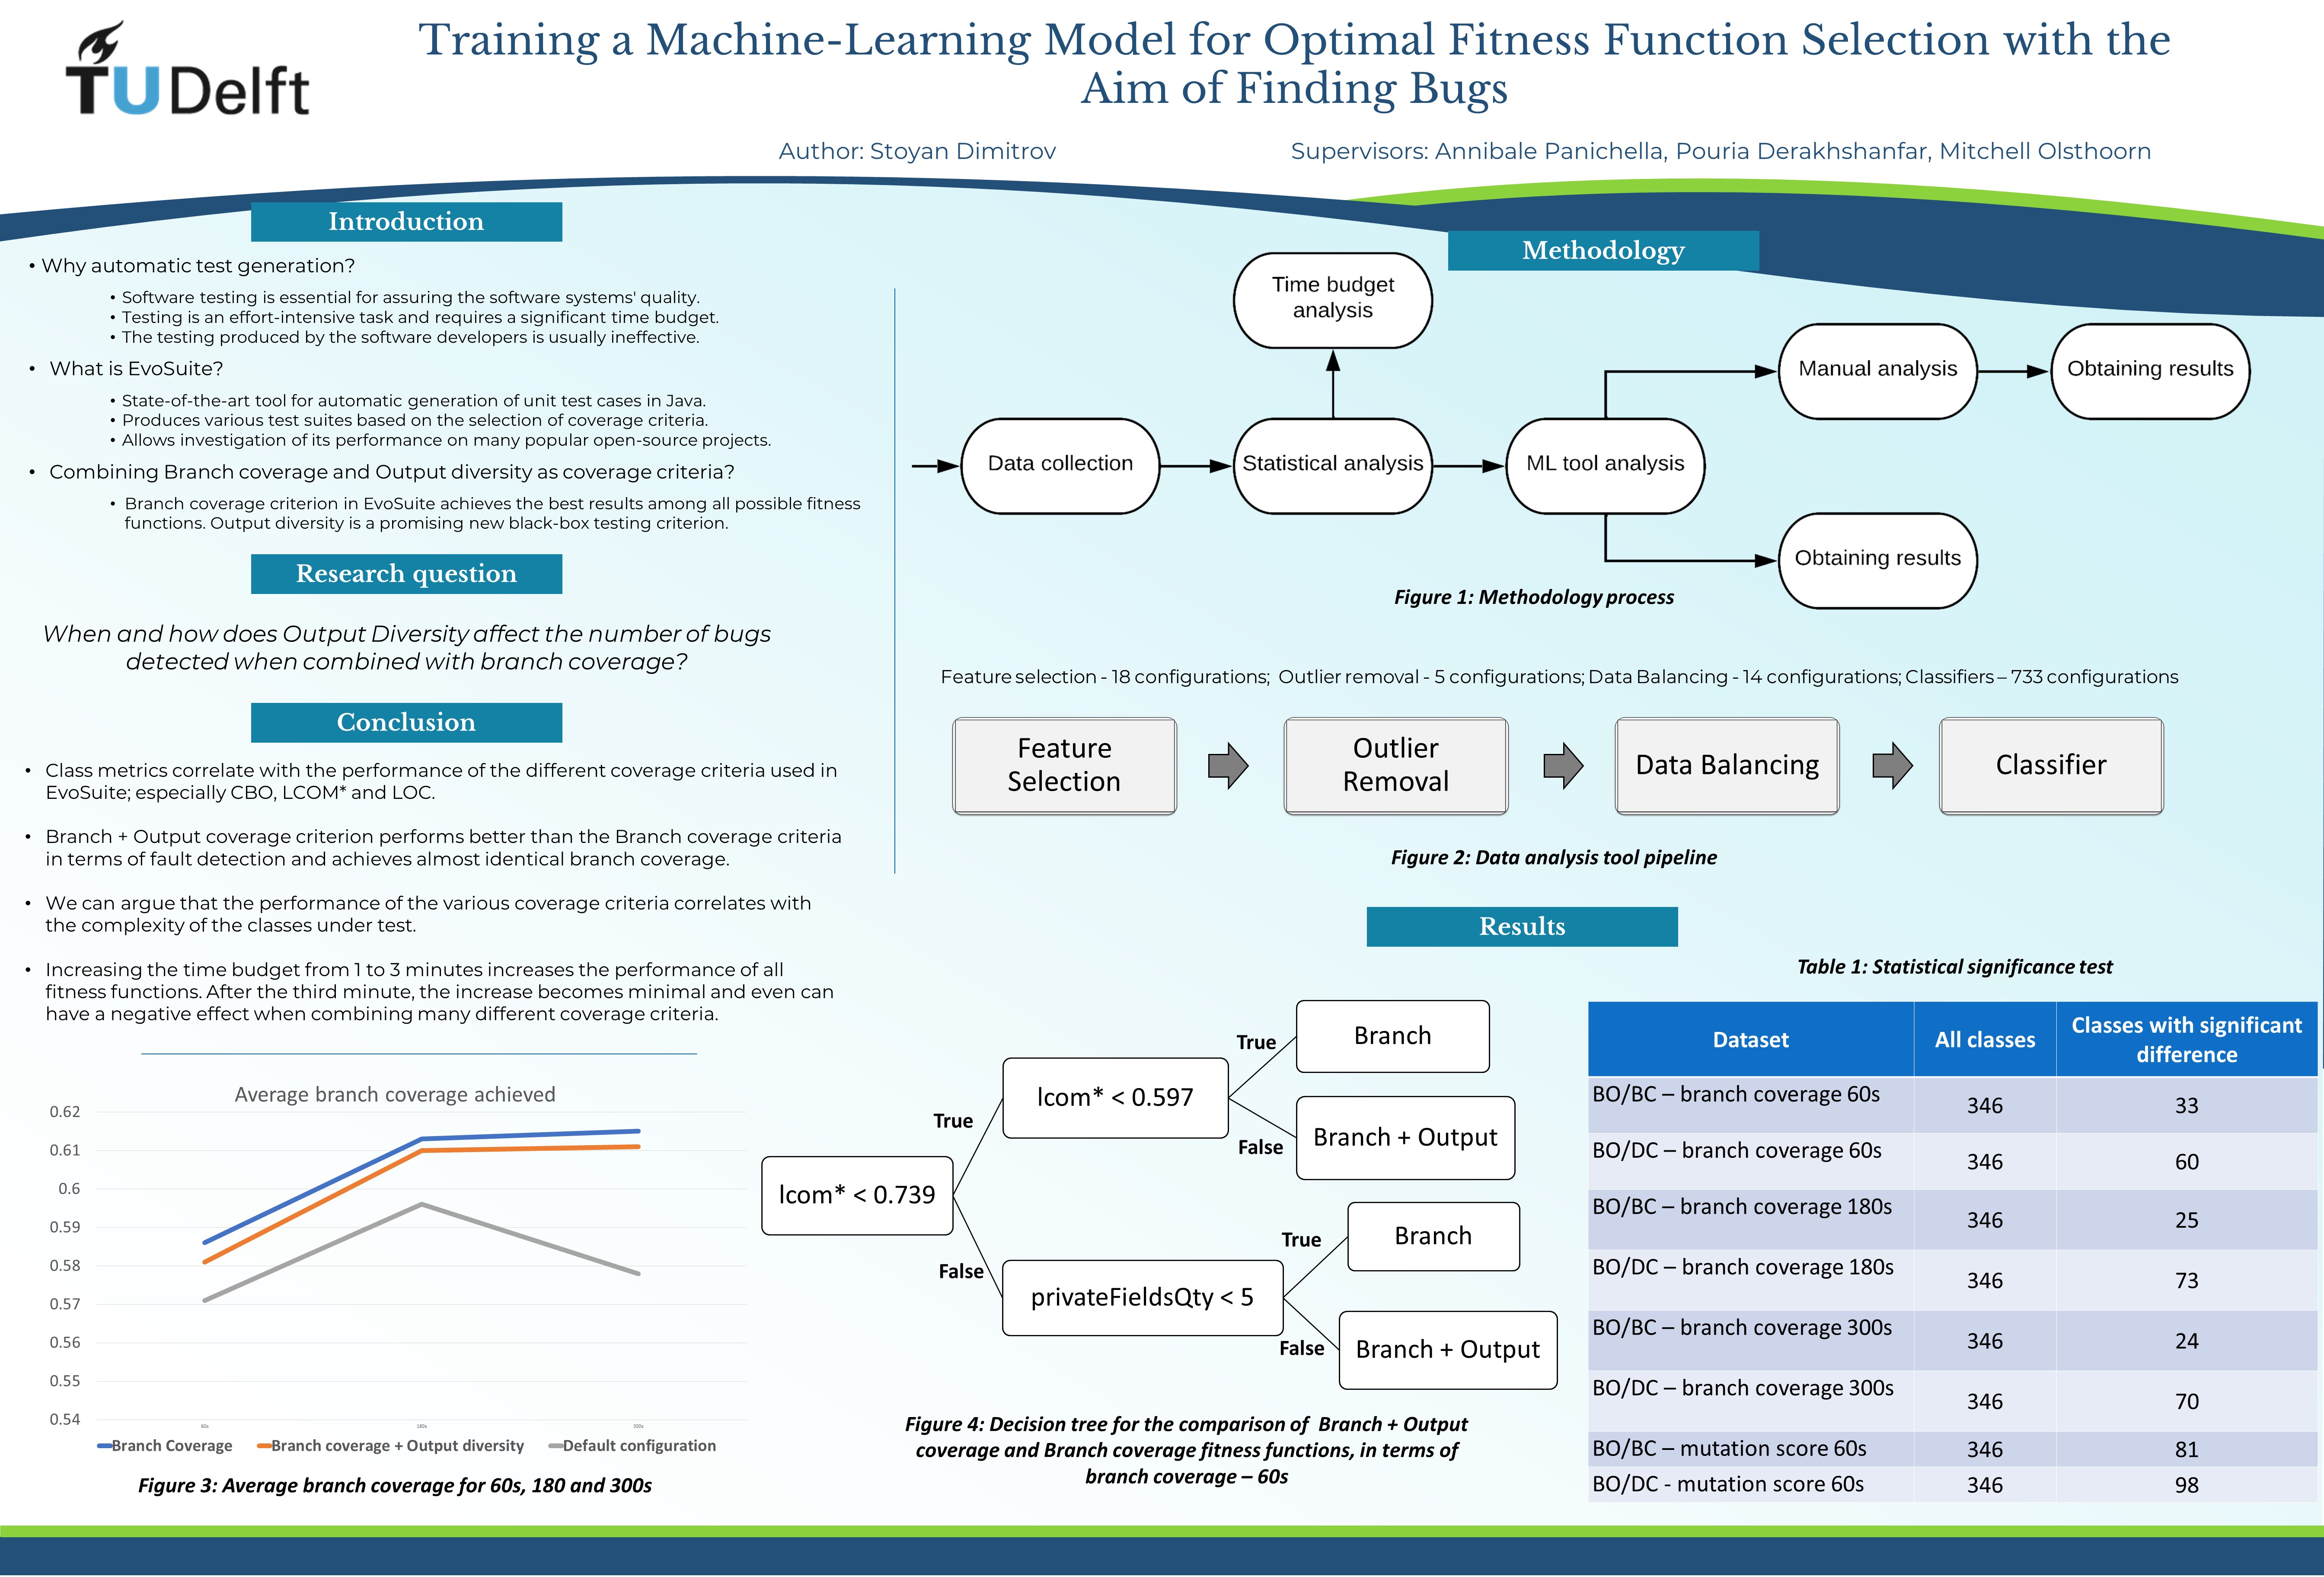 TU Delft
Training a Machine-Learning Model for Optimal Fitness Function Selection with the
Aim of Finding Bugs
Author: Stoyan Dimitrov
Supervisors: Annibale Panichella, Pouria Derakhshanfar, Mitchell Olsthoorn
Introduction
• Why automatic test generation?
• Software testing is essential for assuring the software systems' quality.
• Testing is an effort-intensive task and requires a significant time budget.
• The testing produced by the software developers is usually ineffective.
• What is EvoSuite?
• State-of-the-art tool for automatic generation of unit test cases in Java.
• Produces various test suites based on the selection of coverage criteria.
• Allows investigation of its performance on many popular open-source projects.
• Combining Branch coverage and Output diversity as coverage criteria?
• Branch coverage criterion in EvoSuite achieves the best results among all possible fitness
functions. Output diversity is a promising new black-box testing criterion.
Research question
When and how does Output Diversity affect the number of bugs
detected when combined with branch coverage?
Conclusion
• Class metrics correlate with the performance of the different coverage criteria used in
EvoSuite; especially CBO, LCOM* and LOC.
• Branch + Output coverage criterion performs better than the Branch coverage criteria
in terms of fault detection and achieves almost identical branch coverage.
• We can argue that the performance of the various coverage criteria correlates with
the complexity of the classes under test.
• Increasing the time budget from 1 to 3 minutes increases the performance of all
fitness functions. After the third minute, the increase becomes minimal and even can
have a negative effect when combining many different coverage criteria.
Average branch coverage achieved
0.62
0.61
0.6
0.59
0.58
0.57
0.56
0.55
0.54
60s 180s 300s
Branch Coverage Branch coverage + Output diversity Default configuration
Figure 3: Average branch coverage for 60s, 180 and 300s
Methodology
Time budget
analysis
Manual analysis
Obtaining results
Data collection
Statistical analysis
ML tool analysis
Obtaining results
Figure 1: Methodology process
Feature selection - 18 configurations; Outlier removal - 5 configurations; Data Balancing - 14 configurations; Classifiers – 733 configurations
Feature
Selection
Outlier
Removal
Data Balancing
Classifier
Figure 2: Data analysis tool pipeline
Results
lcom* < 0.739
True
lcom* < 0.597
True
Branch
False
Branch + Output
False
privateFieldsQty < 5
True
Branch
False
Branch + Output
Figure 4: Decision tree for the comparison of Branch + Output
coverage and Branch coverage fitness functions, in terms of
branch coverage – 60s
Table 1: Statistical significance test
Dataset All classes Classes with significant
difference
BO/BC – branch coverage 60s 346 33
BO/DC – branch coverage 60s 346 60
BO/BC – branch coverage 180s 346 25
BO/DC – branch coverage 180s 346 73
BO/BC – branch coverage 300s 346 24
BO/DC – branch coverage 300s 346 70
BO/BC – mutation score 60s 346 81
BO/DC - mutation score 60s 346 98